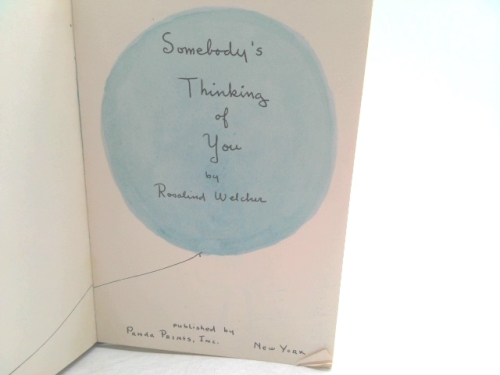 Somebody's
Thinking
of
You
by
Rosalind Welcher
published by
Panda Prints, Inc.
New York